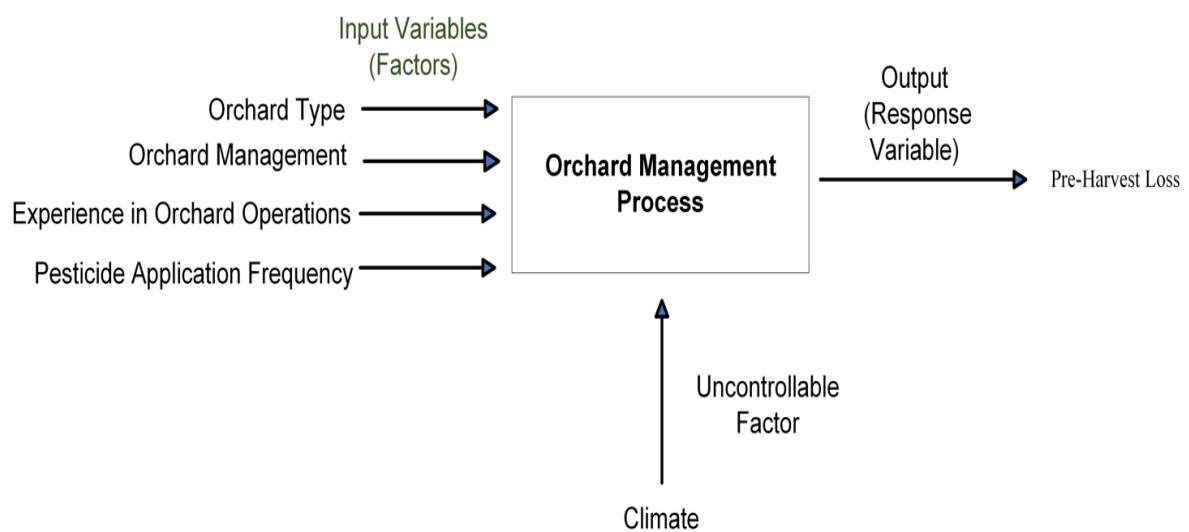 Input Variables
(Factors)
Orchard Type
Orchard Management
Experience in Orchard Operations
Pesticide Application Frequency
Orchard Management
Process
Output
(Response
Variable)
Pre-Harvest Loss
Uncontrollable
Factor
Climate